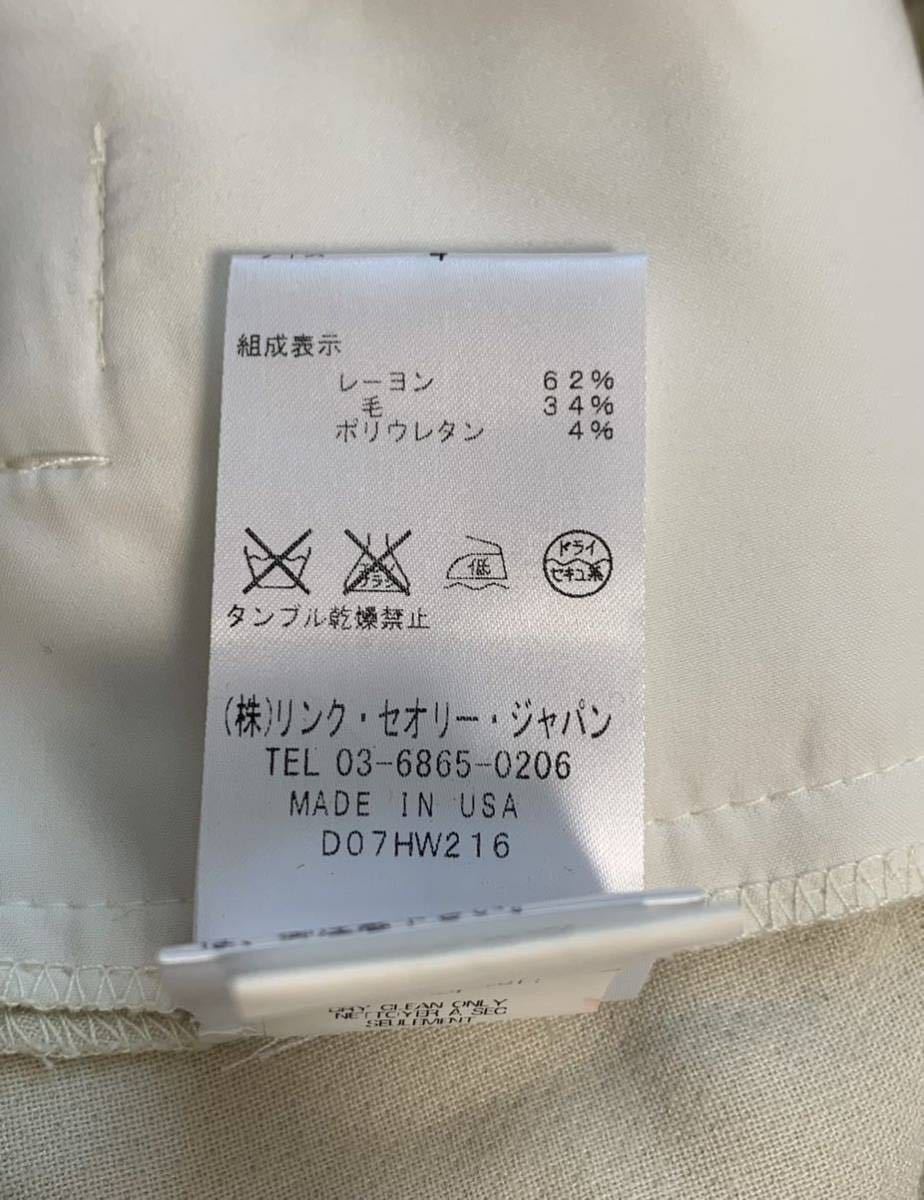 組成表示
レーヨン 62%
毛 34%
ポリウレタン 4%
低
ドライ
セキユ系
タンブル乾燥禁止
(株)リンク・セオリー・ジャパン
TEL 03-6865-0206
MADE IN USA
D07HW216
DRY CLEAN ONLY
NETTOYER A SEC
SEULEMENT